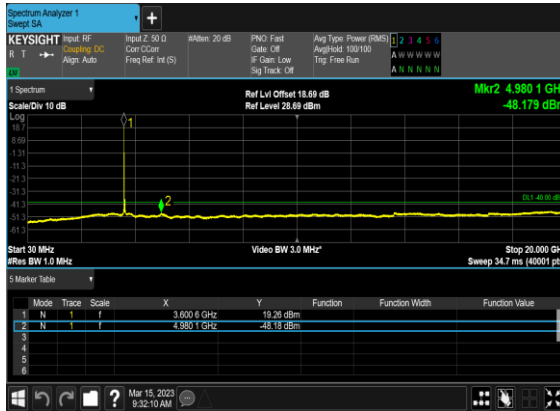 Spectrum Analyzer 1
Swept SA
KEYSIGHT Input: RF Input Z: 50 Ω #Atten: 20 dB PNO: Fast Avg Type: Power (RMS) 1 2 3 4 5 6
R T Coupling: DC Corr CCorr Gate: Off Avg|Hold: 100/100 A W W W W W
Align: Auto Freq Ref: Int (S) IF Gain: Low Trig: Free Run
Sig Track: Off A N N N N N
1 Spectrum Ref Lvl Offset 18.69 dB Mkr2 4.980 1 GHz
Scale/Div 10 dB Ref Level 28.69 dBm -48.179 dBm
Log
18.7
8.69
-1.31
-11.3
-21.3
-31.3
-41.3
-51.3
-61.3
1
2
DL1 -40.00 dBm
Start 30 MHz Video BW 3.0 MHz* Stop 20.000 GHz
#Res BW 1.0 MHz Sweep 34.7 ms (40001 pts)
5 Marker Table
Mode Trace Scale X Y Function Function Width Function Value
1 N 1 f 3.600 6 GHz 19.26 dBm
2 N 1 f 4.980 1 GHz -48.18 dBm
3
4
5
6
? Mar 15, 2023
9:32:10 AM